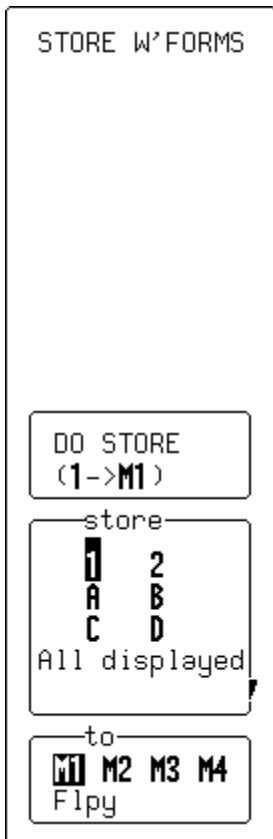 STORE W'FORMS
DO STORE
(1->M1)
store
1 2
A B
C D
All displayed
to
M1 M2 M3 M4
Flpy